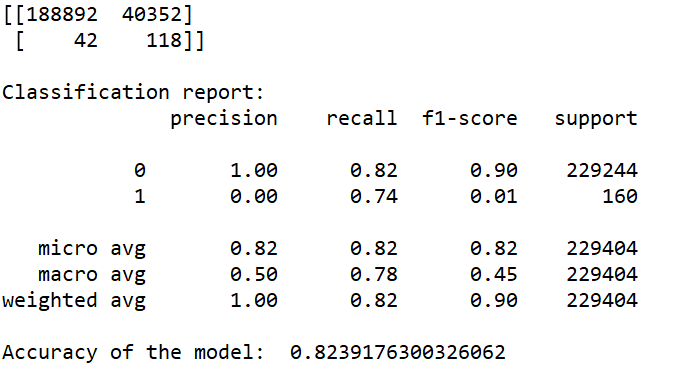 [[188892 40352]
[ 42 118]]
Classification report:
precision recall f1-score support
0 1.00 0.82 0.90 229244
1 0.00 0.74 0.01 160
micro avg 0.82 0.82 0.82 229404
macro avg 0.50 0.78 0.45 229404
weighted avg 1.00 0.82 0.90 229404
Accuracy of the model: 0.8239176300326062